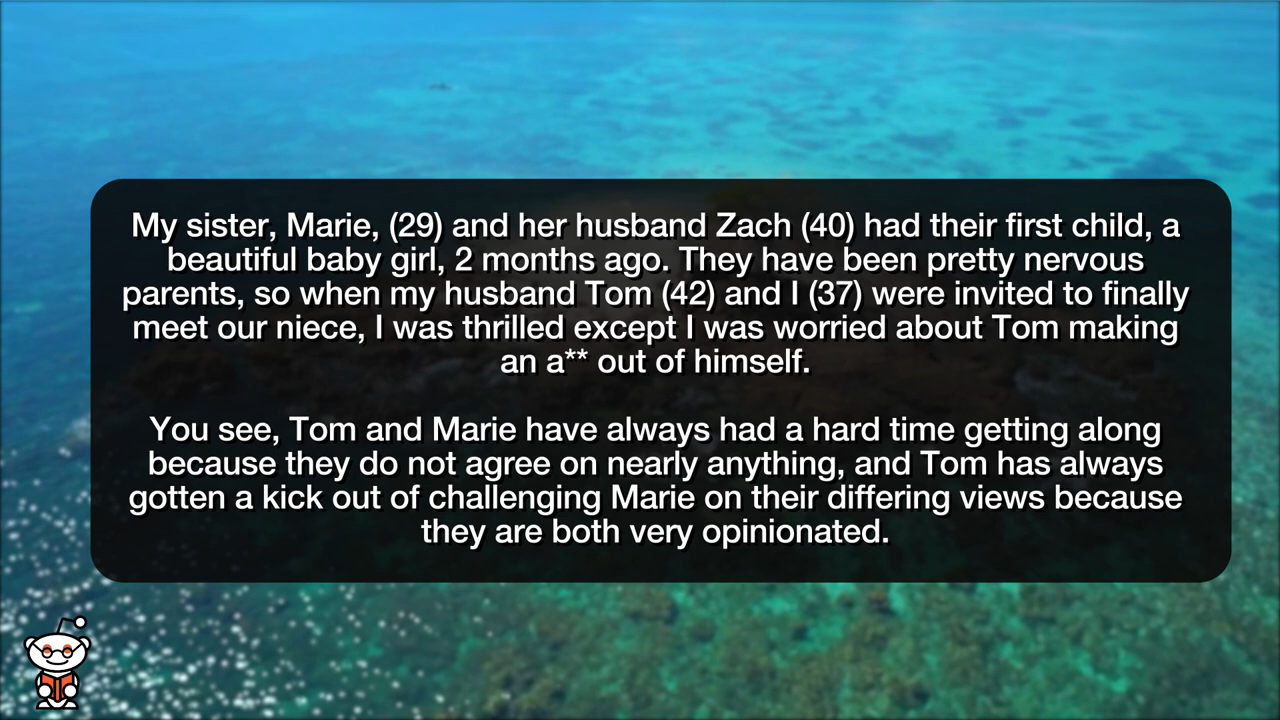 My sister, Marie, (29) and her husband Zach (40) had their first child, a
beautiful baby girl, 2 months ago. They have been pretty nervous
parents, so when my husband Tom (42) and I (37) were invited to finally
meet our niece, I was thrilled except I was worried about Tom making
an a** out of himself.
You see, Tom and Marie have always had a hard time getting along
because they do not agree on nearly anything, and Tom has always
gotten a kick out of challenging Marie on their differing views because
they are both very opinionated.